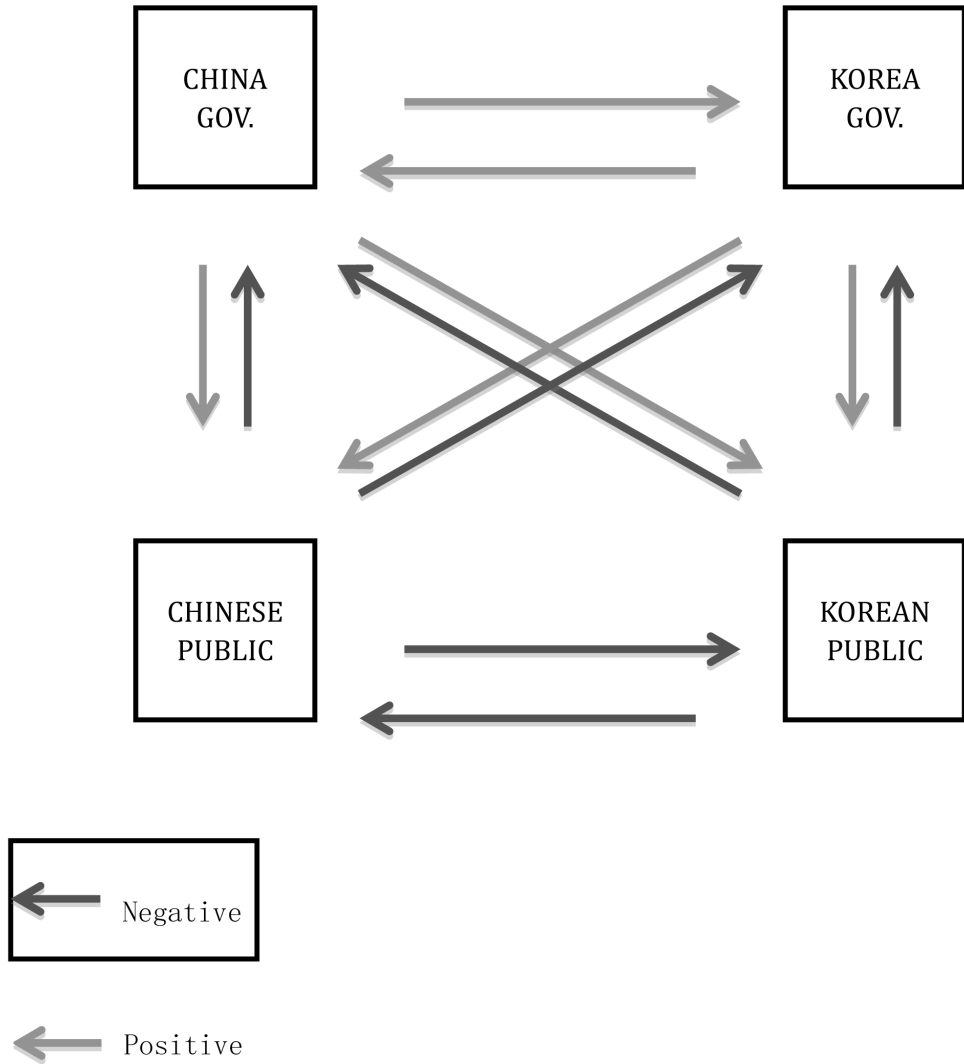 CHINA
GOV.
KOREA
GOV.
CHINESE
PUBLIC
KOREAN
PUBLIC
Negative
Positive